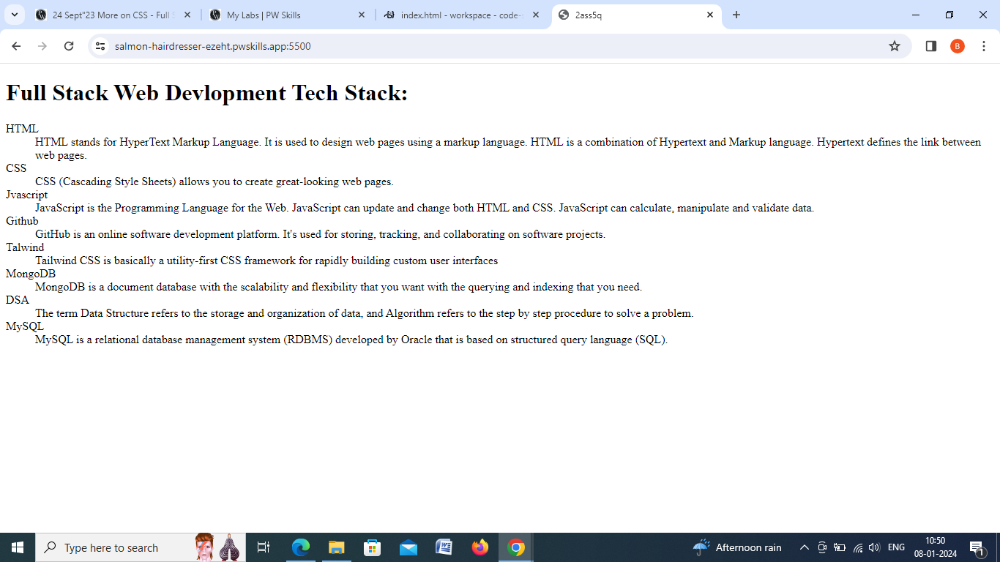 24 Sept"23 More on CSS - Full S
My Labs | PW Skills
index.html - workspace - code-s
2ass5q
salmon-hairdresser-ezeht.pwskills.app:5500
B
Full Stack Web Devlopment Tech Stack:
HTML
HTML stands for HyperText Markup Language. It is used to design web pages using a markup language. HTML is a combination of Hypertext and Markup language. Hypertext defines the link between
web pages.
CSS
CSS (Cascading Style Sheets) allows you to create great-looking web pages.
Jvascript
JavaScript is the Programming Language for the Web. JavaScript can update and change both HTML and CSS. JavaScript can calculate, manipulate and validate data.
Github
GitHub is an online software development platform. It's used for storing, tracking, and collaborating on software projects.
Talwind
Tailwind CSS is basically a utility-first CSS framework for rapidly building custom user interfaces
MongoDB
MongoDB is a document database with the scalability and flexibility that you want with the querying and indexing that you need.
DSA
The term Data Structure refers to the storage and organization of data, and Algorithm refers to the step by step procedure to solve a problem.
MySQL
MySQL is a relational database management system (RDBMS) developed by Oracle that is based on structured query language (SQL).
Type here to search
Afternoon rain
ENG
10:50
08-01-2024
1